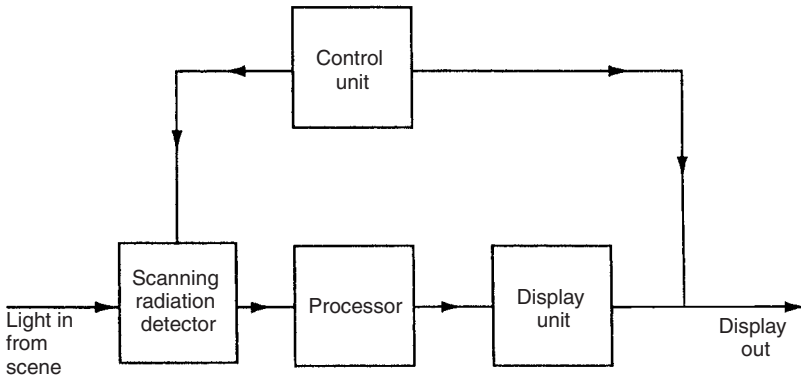 Control
unit
Scanning
radiation
detector
Processor
Display
unit
Light in
from
scene
Display
out